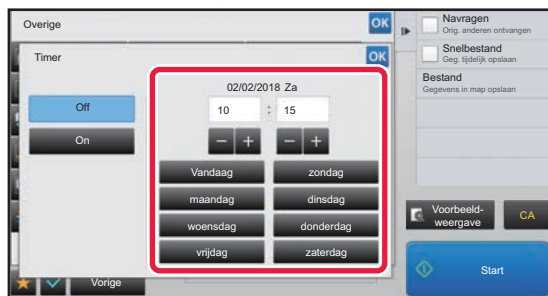 Overige
OK
Timer
OK
02/02/2018 Za
10 : 15
Off
On
Vandaag
zondag
maandag
dinsdag
woensdag
donderdag
vrijdag
zaterdag
Vorige
Navragen
Orig. anderen ontvangen
Snelbestand
Geg. tijdelijk opslaan
Bestand
Gegevens in map opslaan
Voorbeeld-
weergave
CA
Start